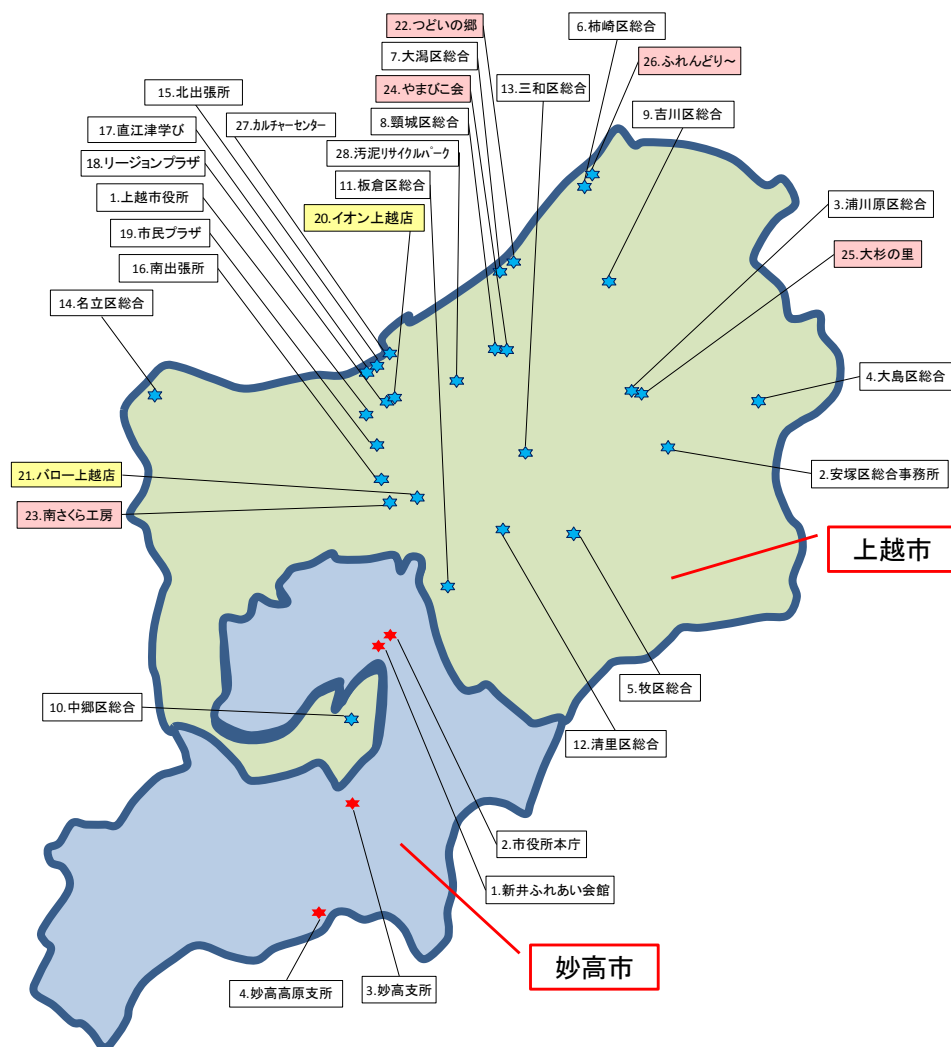 22.つどいの郷
6.柿崎区総合
7.大潟区総合
26.ふれんどり～
15.北出張所
24.やまびこ会
13.三和区総合
27.カルチャーセンター
8.頸城区総合
9.吉川区総合
17.直江津学び
28.汚泥リサイクルパーク
18.リージョンプラザ
11.板倉区総合
1.上越市役所
20.イオン上越店
3.浦川原区総合
19.市民プラザ
25.大杉の里
16.南出張所
14.名立区総合
4.大島区総合
21.バロー上越店
2.安塚区総合事務所
23.南さくら工房
上越市
5.牧区総合
10.中郷区総合
12.清里区総合
2.市役所本庁
1.新井ふれあい会館
妙高市
4.妙高高原支所
3.妙高支所